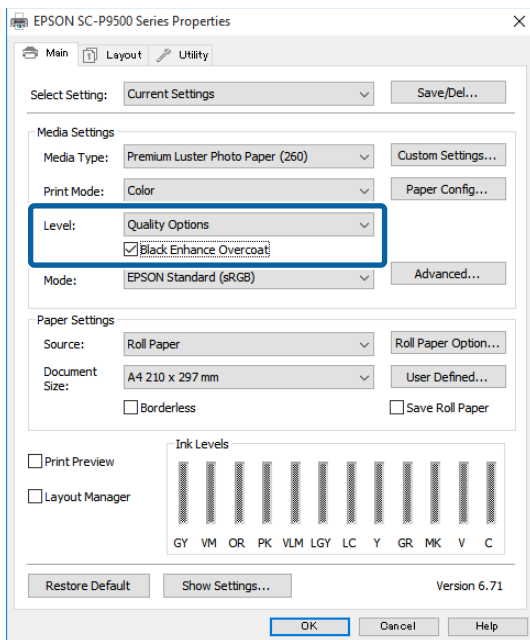 EPSON SC-P9500 Series Properties
Main
Layout
Utility
Select Setting: Current Settings Save/Del...
Media Settings
Media Type: Premium Luster Photo Paper (260) Custom Settings...
Print Mode: Color Paper Config...
Level: Quality Options
Black Enhance Overcoat
Mode: EPSON Standard (sRGB) Advanced...
Paper Settings
Source: Roll Paper Roll Paper Option...
Document
Size: A4 210 x 297 mm User Defined...
Borderless Save Roll Paper
Ink Levels
Print Preview
Layout Manager
GY VM OR PK VLM LGY LC Y GR MK V C
Restore Default Show Settings... Version 6.71
OK Cancel Help